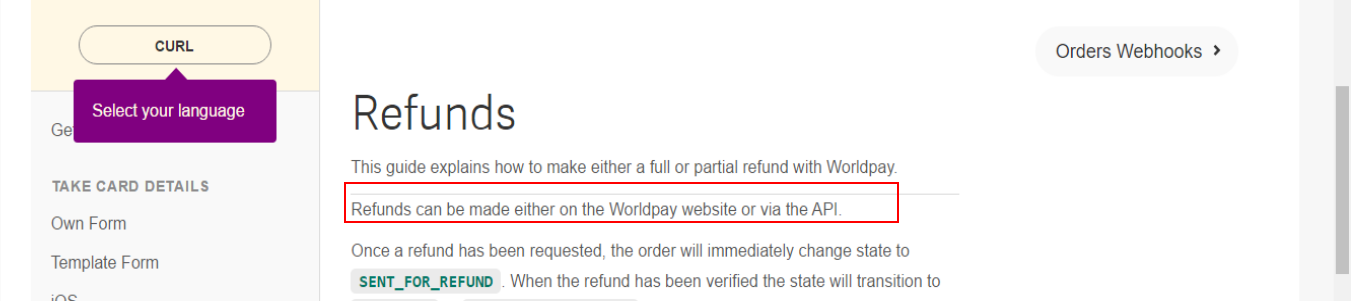 CURL
Select your language
Ge
TAKE CARD DETAILS
Own Form
Template Form
iOS
Orders Webhooks
Refunds
This guide explains how to make either a full or partial refund with Worldpay.
Refunds can be made either on the Worldpay website or via the API.
Once a refund has been requested, the order will immediately change state to
SENT_FOR_REFUND . When the refund has been verified the state will transition to